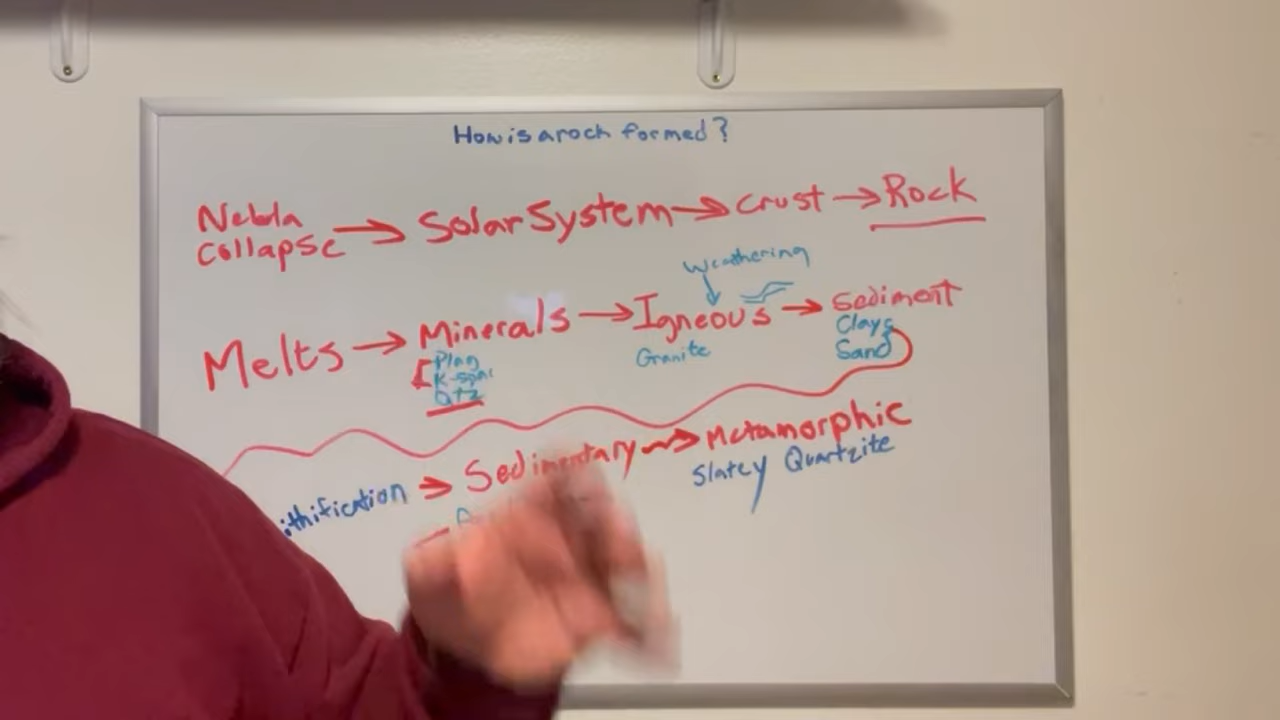 How is a rock formed?
Nebula Collapse → Solar System → Crust → Rock
Weathering
Melts → Minerals → Igneous → Sediment
Plag
K-spar
Qtz
Granite
Clays
Sand
ithification → Sedimentary → Metamorphic
Slatey Quartzite